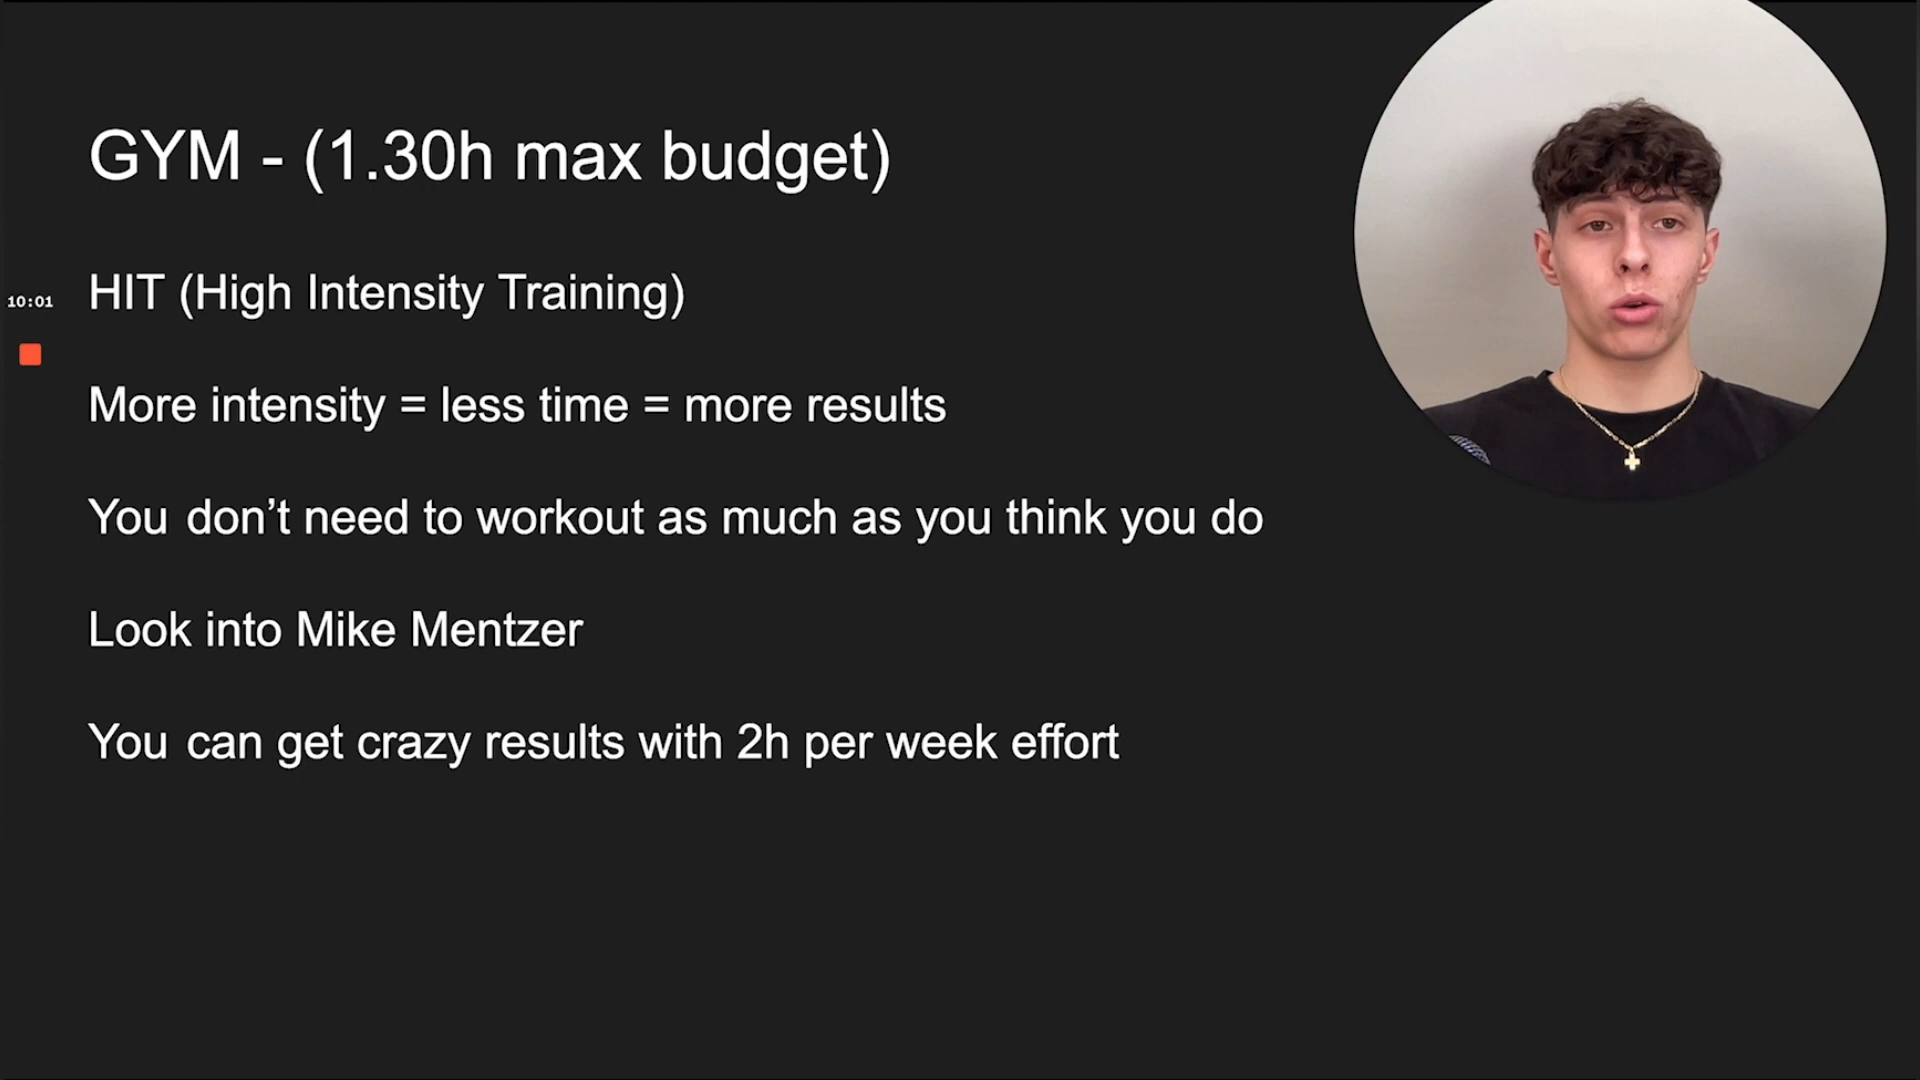 GYM - (1.30h max budget)
10:01
HIT (High Intensity Training)
More intensity = less time = more results
You don’t need to workout as much as you think you do
Look into Mike Mentzer
You can get crazy results with 2h per week effort